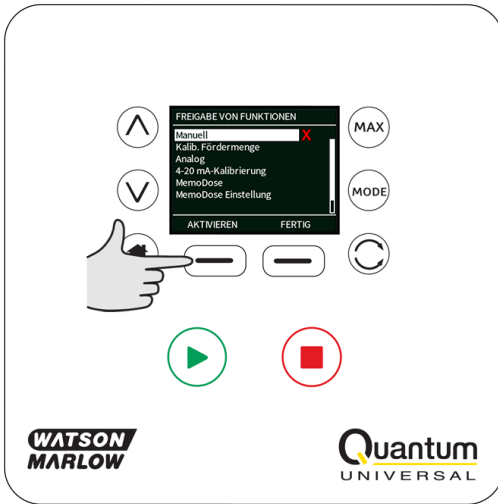 FREIGABE VON FUNKTIONEN
Manuell X
Kalib. Fördermenge
Analog
4-20 mA-Kalibrierung
MemoDose
MemoDose Einstellung
AKTIVIEREN FERTIG
MAX
MODE
WATSON
MARLOW
Quantum
UNIVERSAL